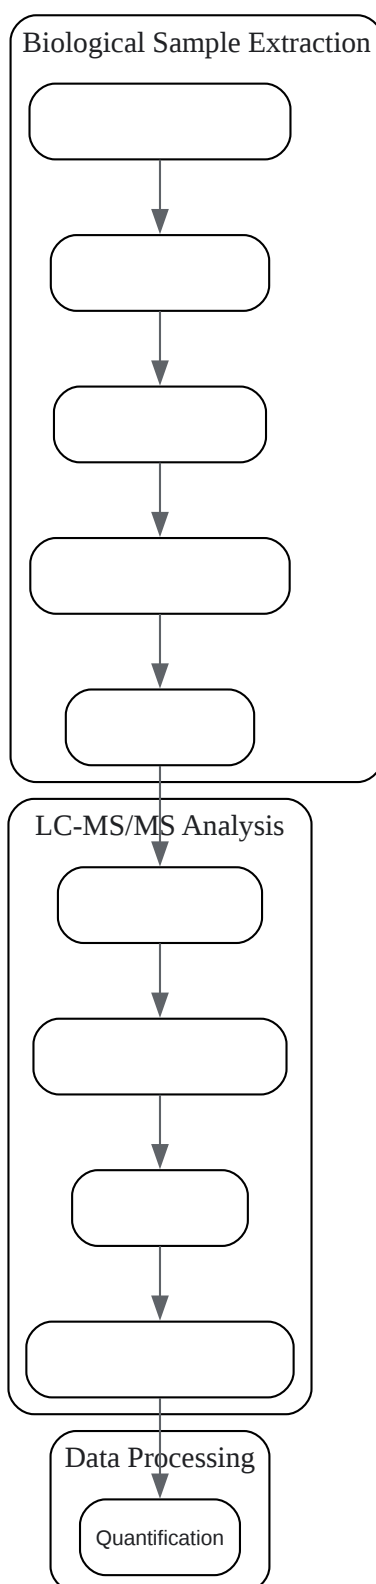 Biological Sample Extraction
LC-MS/MS Analysis
Data Processing
Quantification